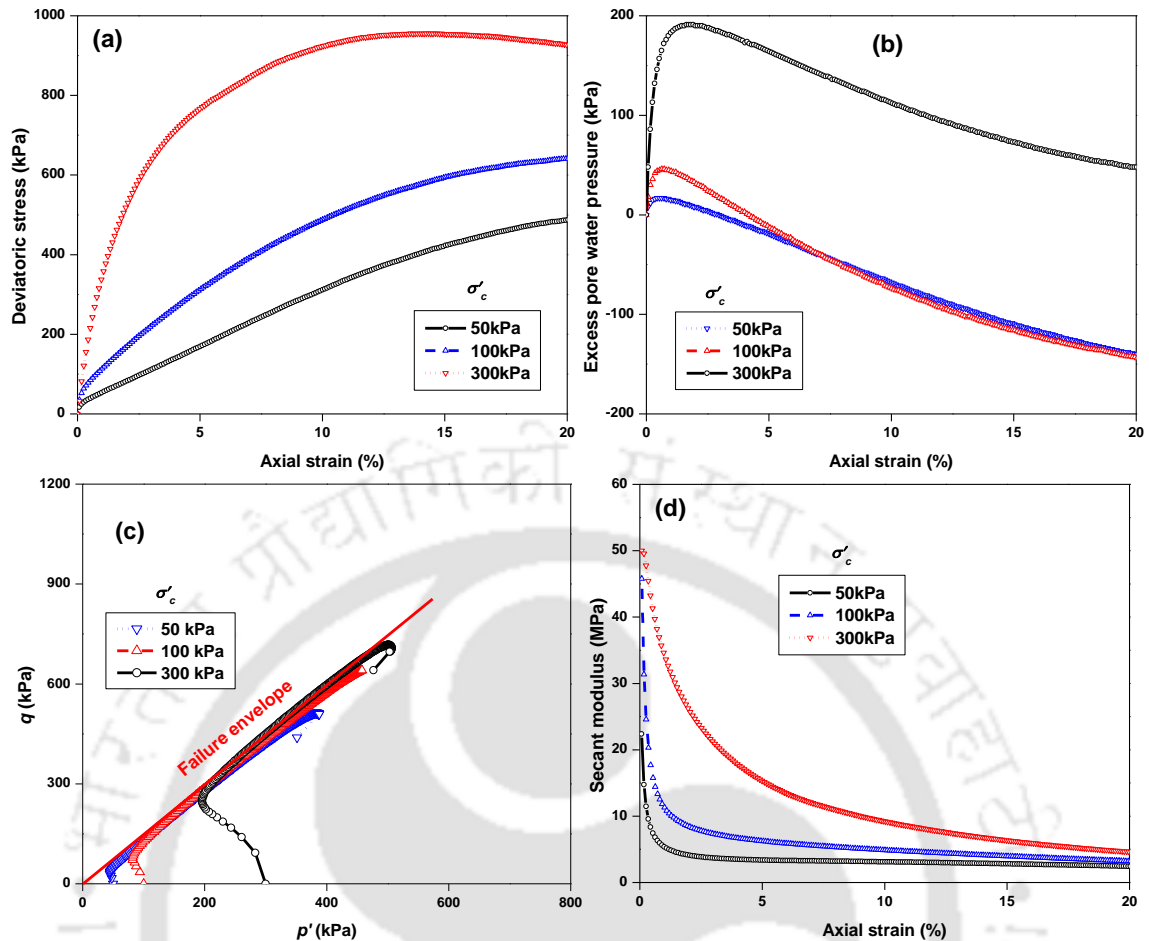 (a)
Deviatoric stress (kPa)
1000
800
600
400
200
0
0 5 10 15 20
Axial strain (%)
σ′c
50kPa
100kPa
300kPa
(b)
Excess pore water pressure (kPa)
200
100
0
-100
-200
0 5 10 15 20
Axial strain (%)
σ′c
50kPa
100kPa
300kPa
(c)
q (kPa)
1200
900
600
300
0
0 200 400 600 800
p' (kPa)
σ′c
50 kPa
100 kPa
300 kPa
Failure envelope
(d)
Secant modulus (MPa)
60
50
40
30
20
10
0
0 5 10 15 20
Axial strain (%)
σ′c
50kPa
100kPa
300kPa
प्रौद्योगिकी संस्थान